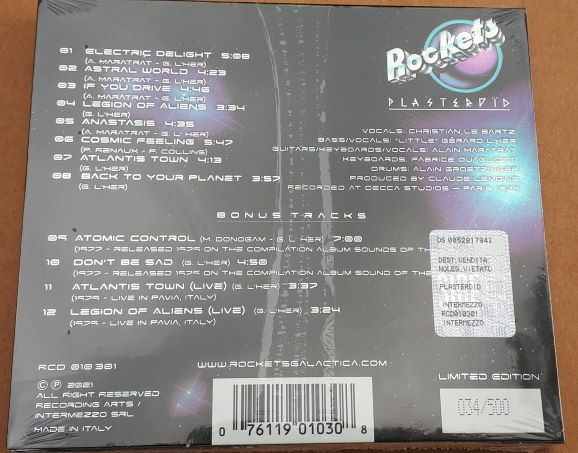 Rockets
PLASTEROID
01 ELECTRIC DELIGHT 5:08
(A. MARATRAT - G. L'HER)
02 ASTRAL WORLD 4:23
(A. MARATRAT - G. L'HER)
03 IF YOU DRIVE 4:46
(A. MARATRAT - G. L'HER)
04 LEGION OF ALIENS 3:34
(G. L'HER)
05 ANASTASIS 4:35
(A. MARATRAT - G. L'HER)
06 COSMIC FEELING 5:47
(P. RENAUX - P. COLLINS)
07 ATLANTIS TOWN 4:13
(G. L'HER)
08 BACK TO YOUR PLANET 3:57
(G. L'HER)
VOCALS: CHRISTIAN LE BARTZ
BASS/VOCALS: "LITTLE" GÉRARD L'HER
GUITARS/KEYBOARDS/VOCALS: ALAIN MARATRAT
KEYBOARDS: FABRICE QUAGLIOTTI
DRUMS: ALAIN GROETZINGER
PRODUCED BY CLAUDE LEMOINE
RECORDED AT DECCA STUDIOS - PARIS 1979
BONUS TRACKS
09 ATOMIC CONTROL (M. DONDGAM - G. L'HER) 7:00
(1977 - RELEASED 1979 ON THE COMPILATION ALBUM SOUNDS OF THE
10 DON'T BE SAD (G. L'HER) 4:50
(1977 - RELEASED 1979 ON THE COMPILATION ALBUM SOUND OF THE
11 ATLANTIS TOWN (LIVE) (G. L'HER) 3:37
(1979 - LIVE IN PAVIA, ITALY)
12 LEGION OF ALIENS (LIVE) (G. L'HER) 3:24
(1979 - LIVE IN PAVIA, ITALY)
DS 0052017942
DEST. VENDITA
NOLEG. VIETATO
PLASTEROID
INTERMEZZO
RCD010301
INTERMEZZO
RCD 010 301
WWW.ROCKETSGALACTICA.COM
LIMITED EDITION
034/500
© ℗ 2021
ALL RIGHT RESERVED
RECORDING ARTS /
INTERMEZZO SRL
MADE IN ITALY
0 76119 01030 8